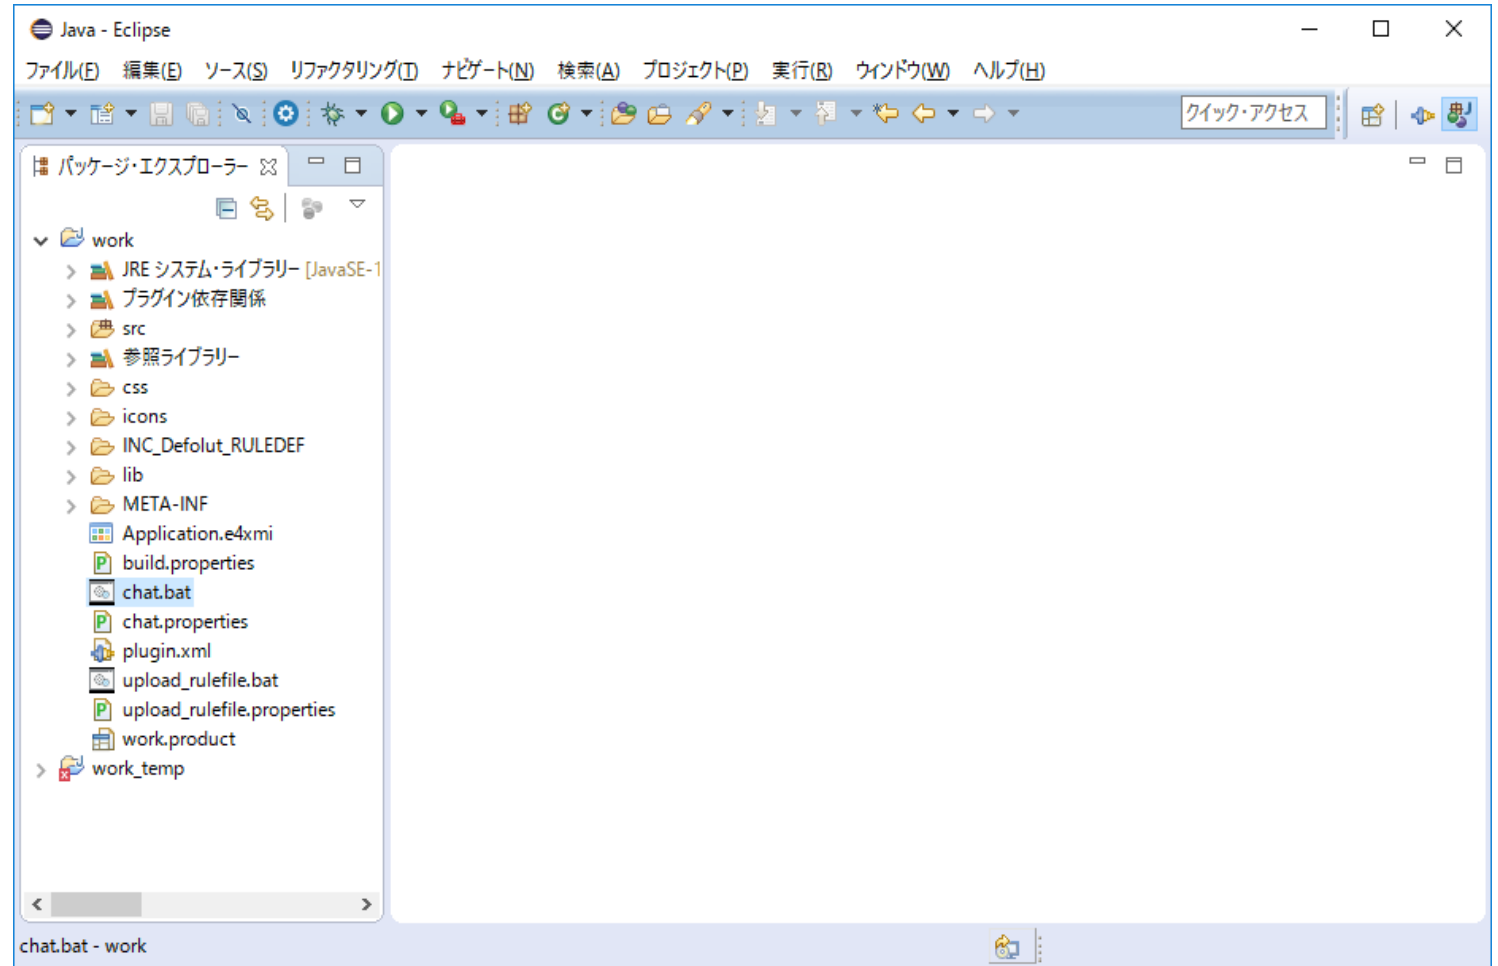 Java - Eclipse
ファイル(F) 編集(E) ソース(S) リファクタリング(T) ナビゲート(N) 検索(A) プロジェクト(P) 実行(R) ウィンドウ(W) ヘルプ(H)
クイック・アクセス
パッケージ・エクスプローラー
work
JRE システム・ライブラリー [JavaSE-1
プラグイン依存関係
src
参照ライブラリー
css
icons
INC_Defolut_RULEDEF
lib
META-INF
Application.e4xmi
build.properties
chat.bat
chat.properties
plugin.xml
upload_rulefile.bat
upload_rulefile.properties
work.product
work_temp
chat.bat - work